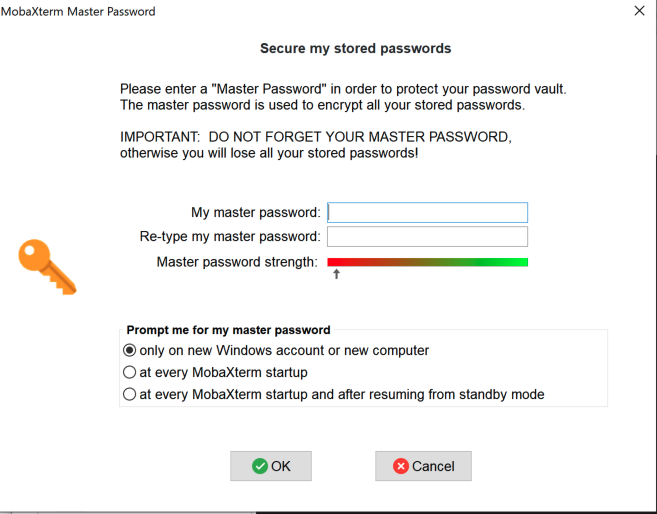 MobaXterm Master Password
Secure my stored passwords
Please enter a "Master Password" in order to protect your password vault.
The master password is used to encrypt all your stored passwords.
IMPORTANT:  DO NOT FORGET YOUR MASTER PASSWORD,
otherwise you will lose all your stored passwords!
My master password:
Re-type my master password:
Master password strength:
Prompt me for my master password
only on new Windows account or new computer
at every MobaXterm startup
at every MobaXterm startup and after resuming from standby mode
OK Cancel